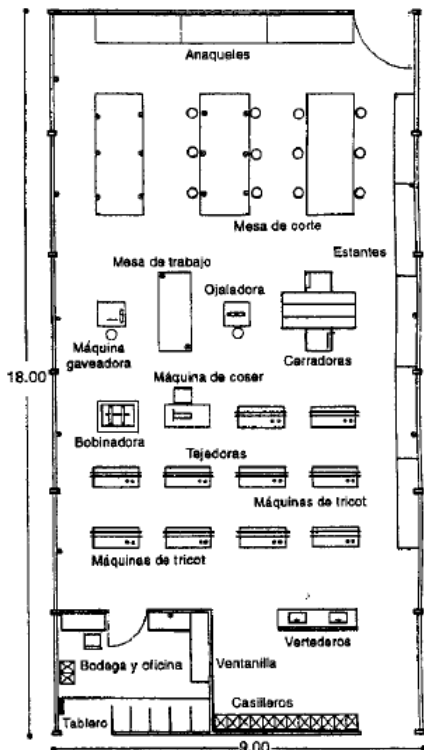 Anaqueles
Mesa de corte
Estantes
Mesa de trabajo
Ojaladora
Máquina
gaveadora
Cerradoras
18.00
Máquina de coser
Bobinadora
Tejedoras
Máquinas de tricot
Máquinas de tricot
Vertederos
Bodega y oficina
Ventanilla
Casilleros
Tablero
9.00